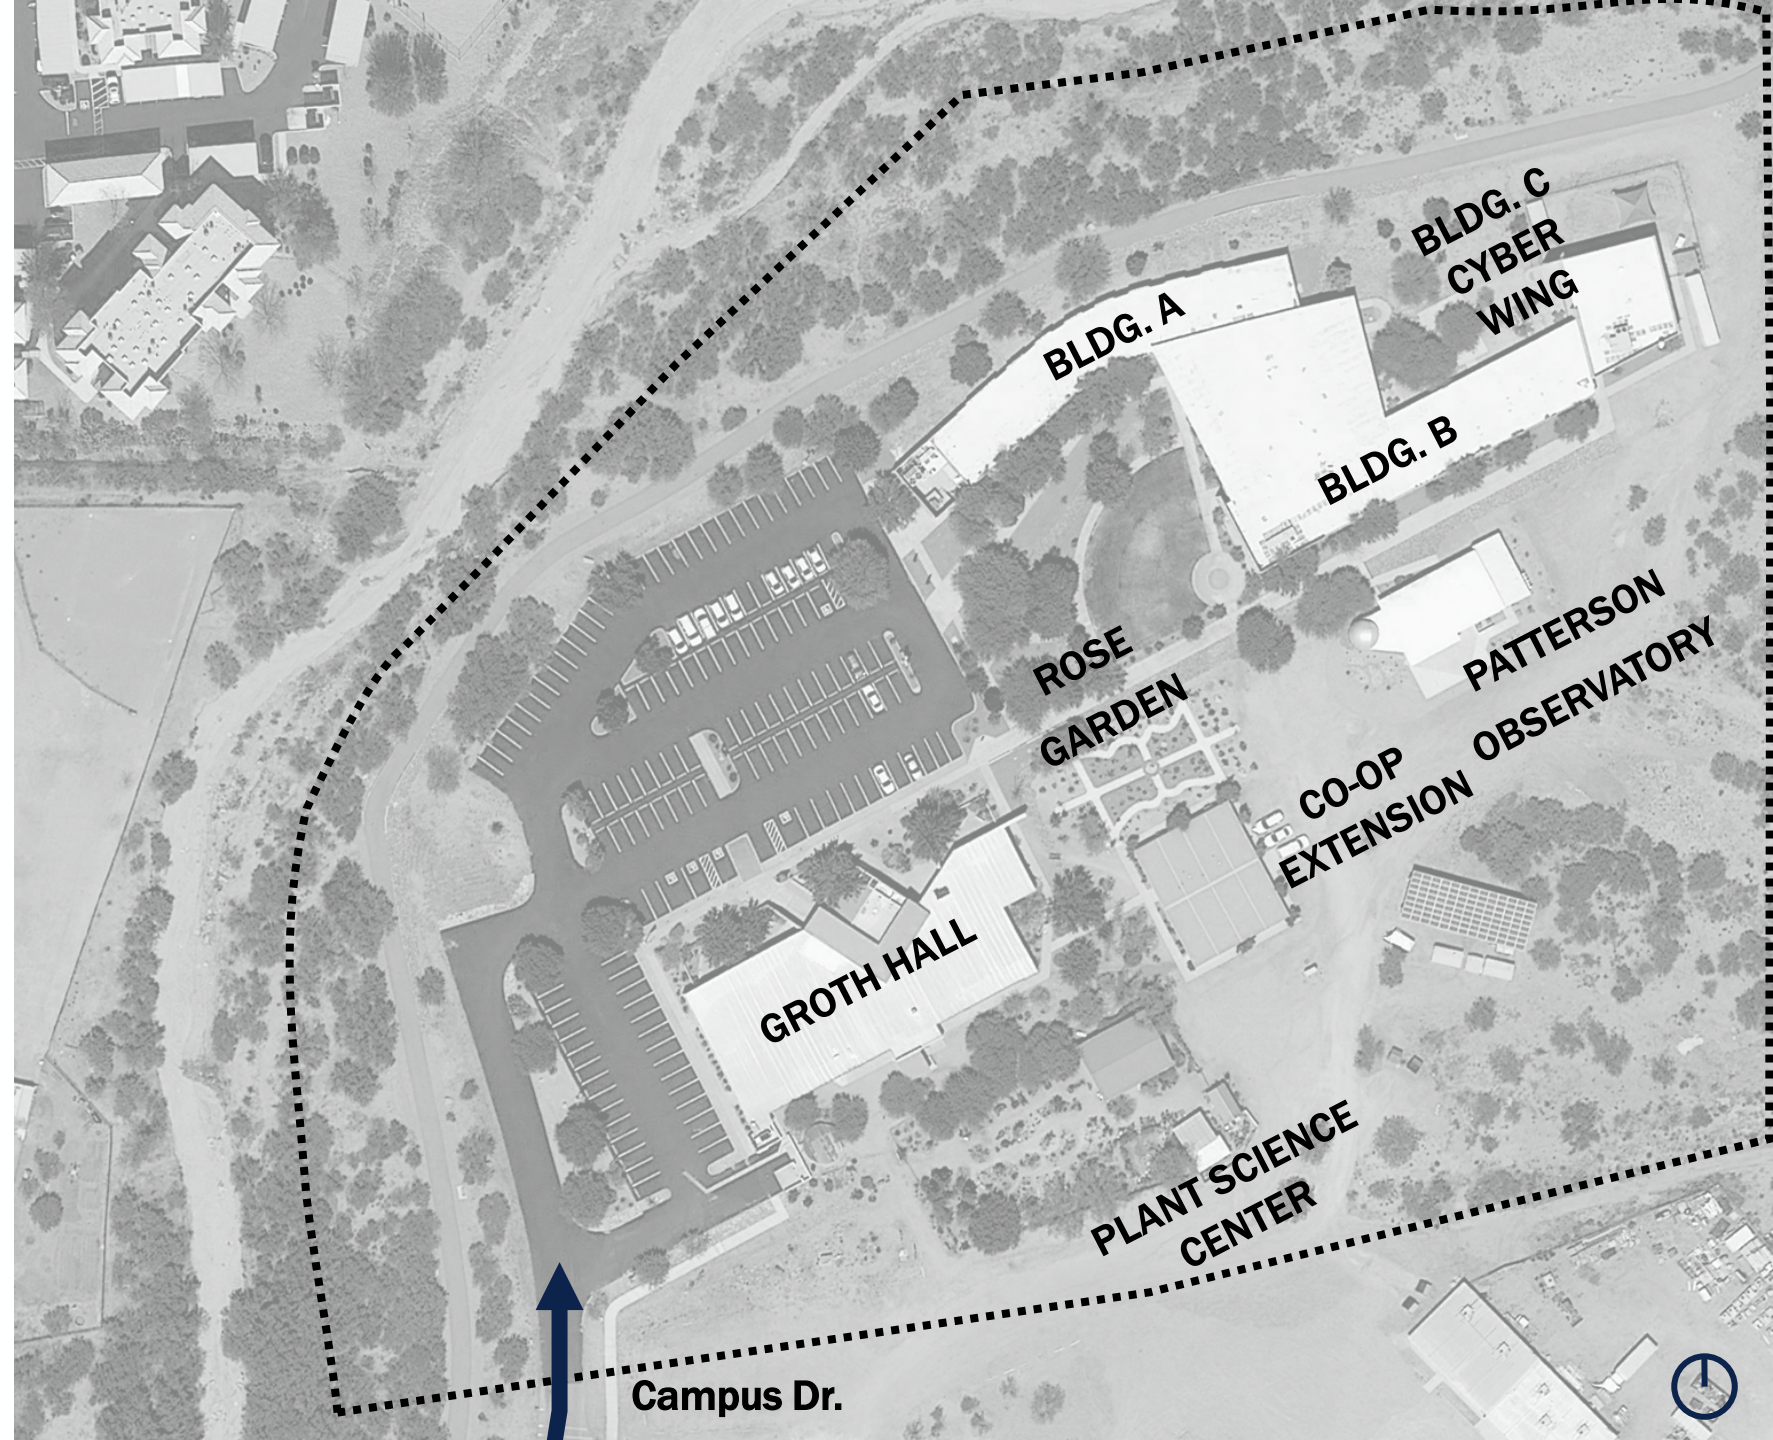 BLDG. C
CYBER
WING
BLDG. A
BLDG. B
PATTERSON
OBSERVATORY
ROSE
GARDEN
CO-OP
EXTENSION
GROTH HALL
PLANT SCIENCE
CENTER
Campus Dr.